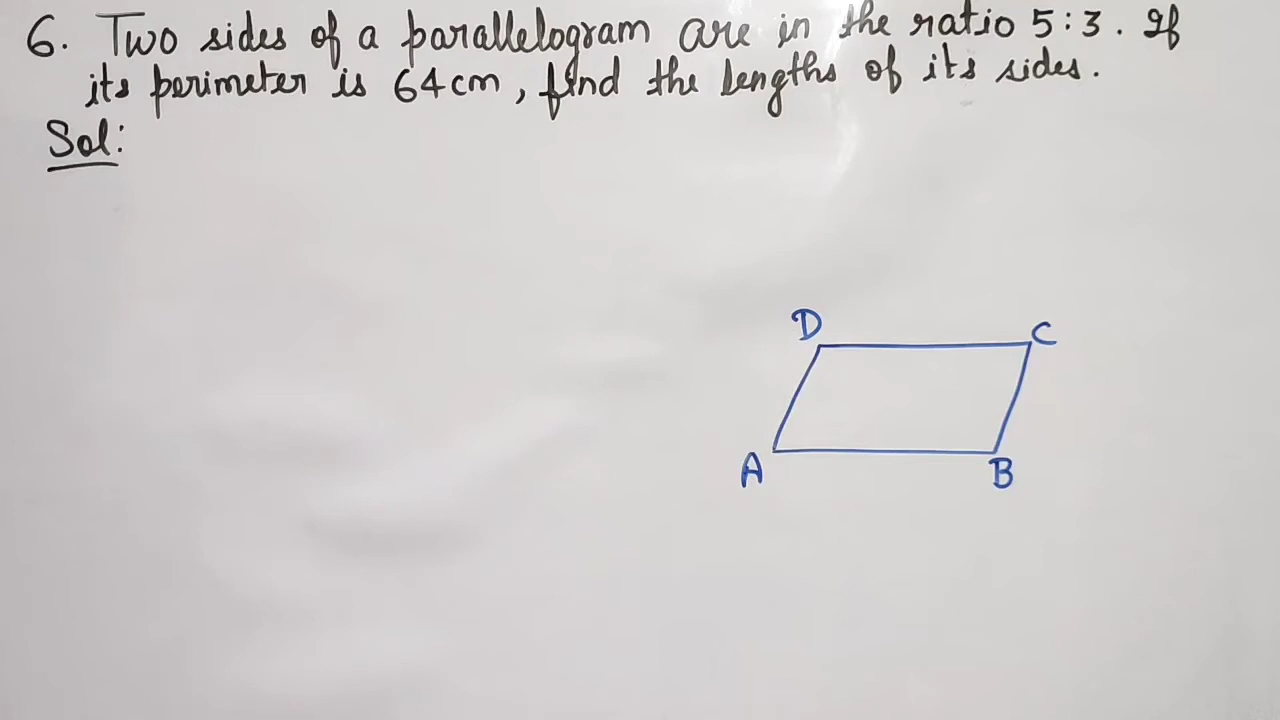 6. Two sides of a parallelogram are in the ratio 5:3. If
its perimeter is 64cm, find the lengths of its sides.
Sol:
D
C
A
B